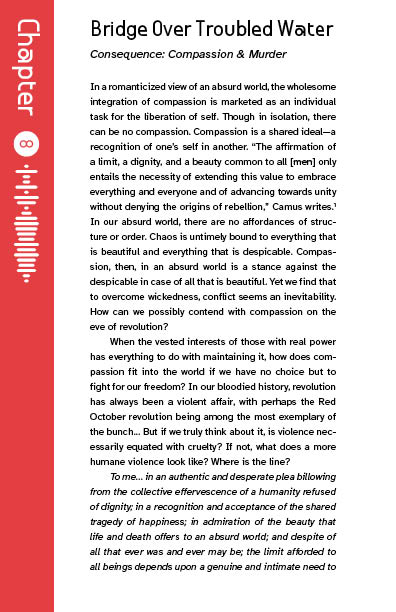 Chapter 8
Bridge Over Troubled Water
Consequence: Compassion & Murder
In a romanticized view of an absurd world, the wholesome
integration of compassion is marketed as an individual
task for the liberation of self. Though in isolation, there
can be no compassion. Compassion is a shared ideal—a
recognition of one's self in another. “The affirmation of
a limit, a dignity, and a beauty common to all [men] only
entails the necessity of extending this value to embrace
everything and everyone and of advancing towards unity
without denying the origins of rebellion,” Camus writes.¹
In our absurd world, there are no affordances of struc-
ture or order. Chaos is untimely bound to everything that
is beautiful and everything that is despicable. Compas-
sion, then, in an absurd world is a stance against the
despicable in case of all that is beautiful. Yet we find that
to overcome wickedness, conflict seems an inevitability.
How can we possibly contend with compassion on the
eve of revolution?
When the vested interests of those with real power
has everything to do with maintaining it, how does com-
passion fit into the world if we have no choice but to
fight for our freedom? In our bloodied history, revolution
has always been a violent affair, with perhaps the Red
October revolution being among the most exemplary of
the bunch... But if we truly think about it, is violence nec-
essarily equated with cruelty? If not, what does a more
humane violence look like? Where is the line?
To me... in an authentic and desperate plea billowing
from the collective effervescence of a humanity refused
of dignity; in a recognition and acceptance of the shared
tragedy of happiness; in admiration of the beauty that
life and death offers to an absurd world; and despite of
all that ever was and ever may be; the limit afforded to
all beings depends upon a genuine and intimate need to